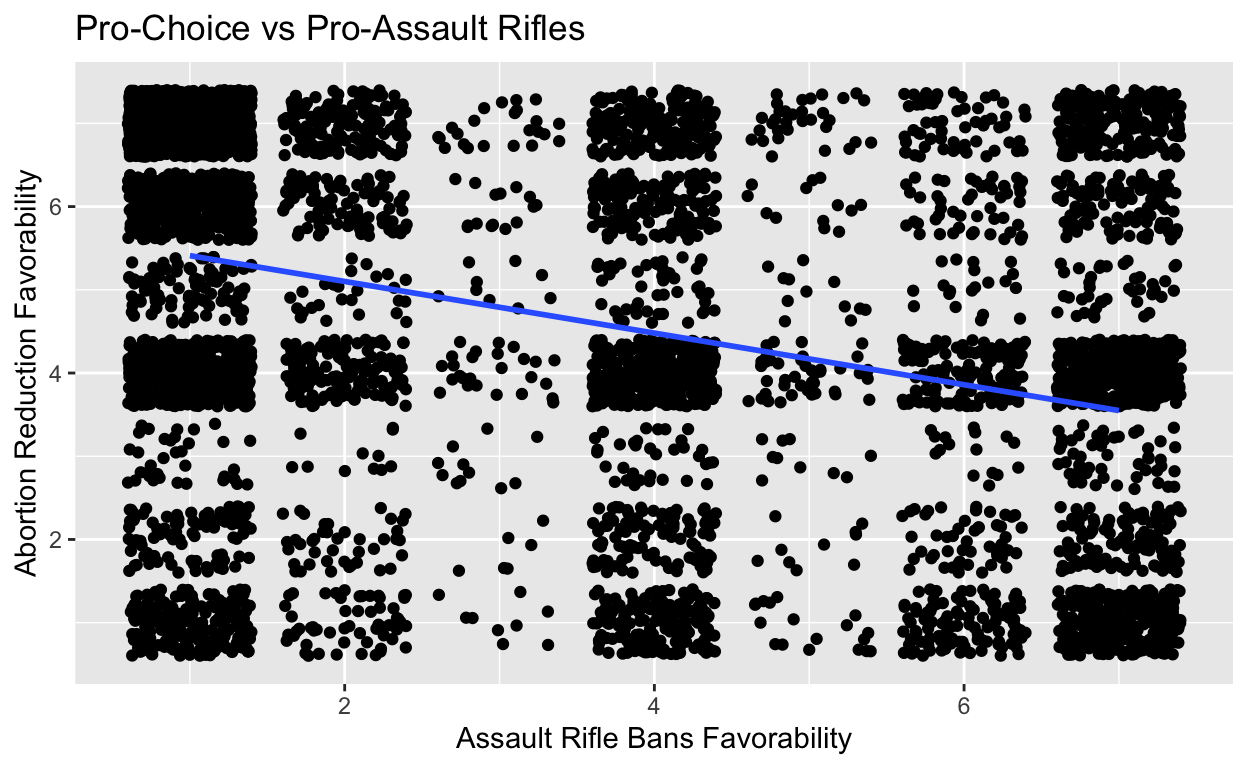 Pro-Choice vs Pro-Assault Rifles
Abortion Reduction Favorability
6
4
2
2
4
6
Assault Rifle Bans Favorability